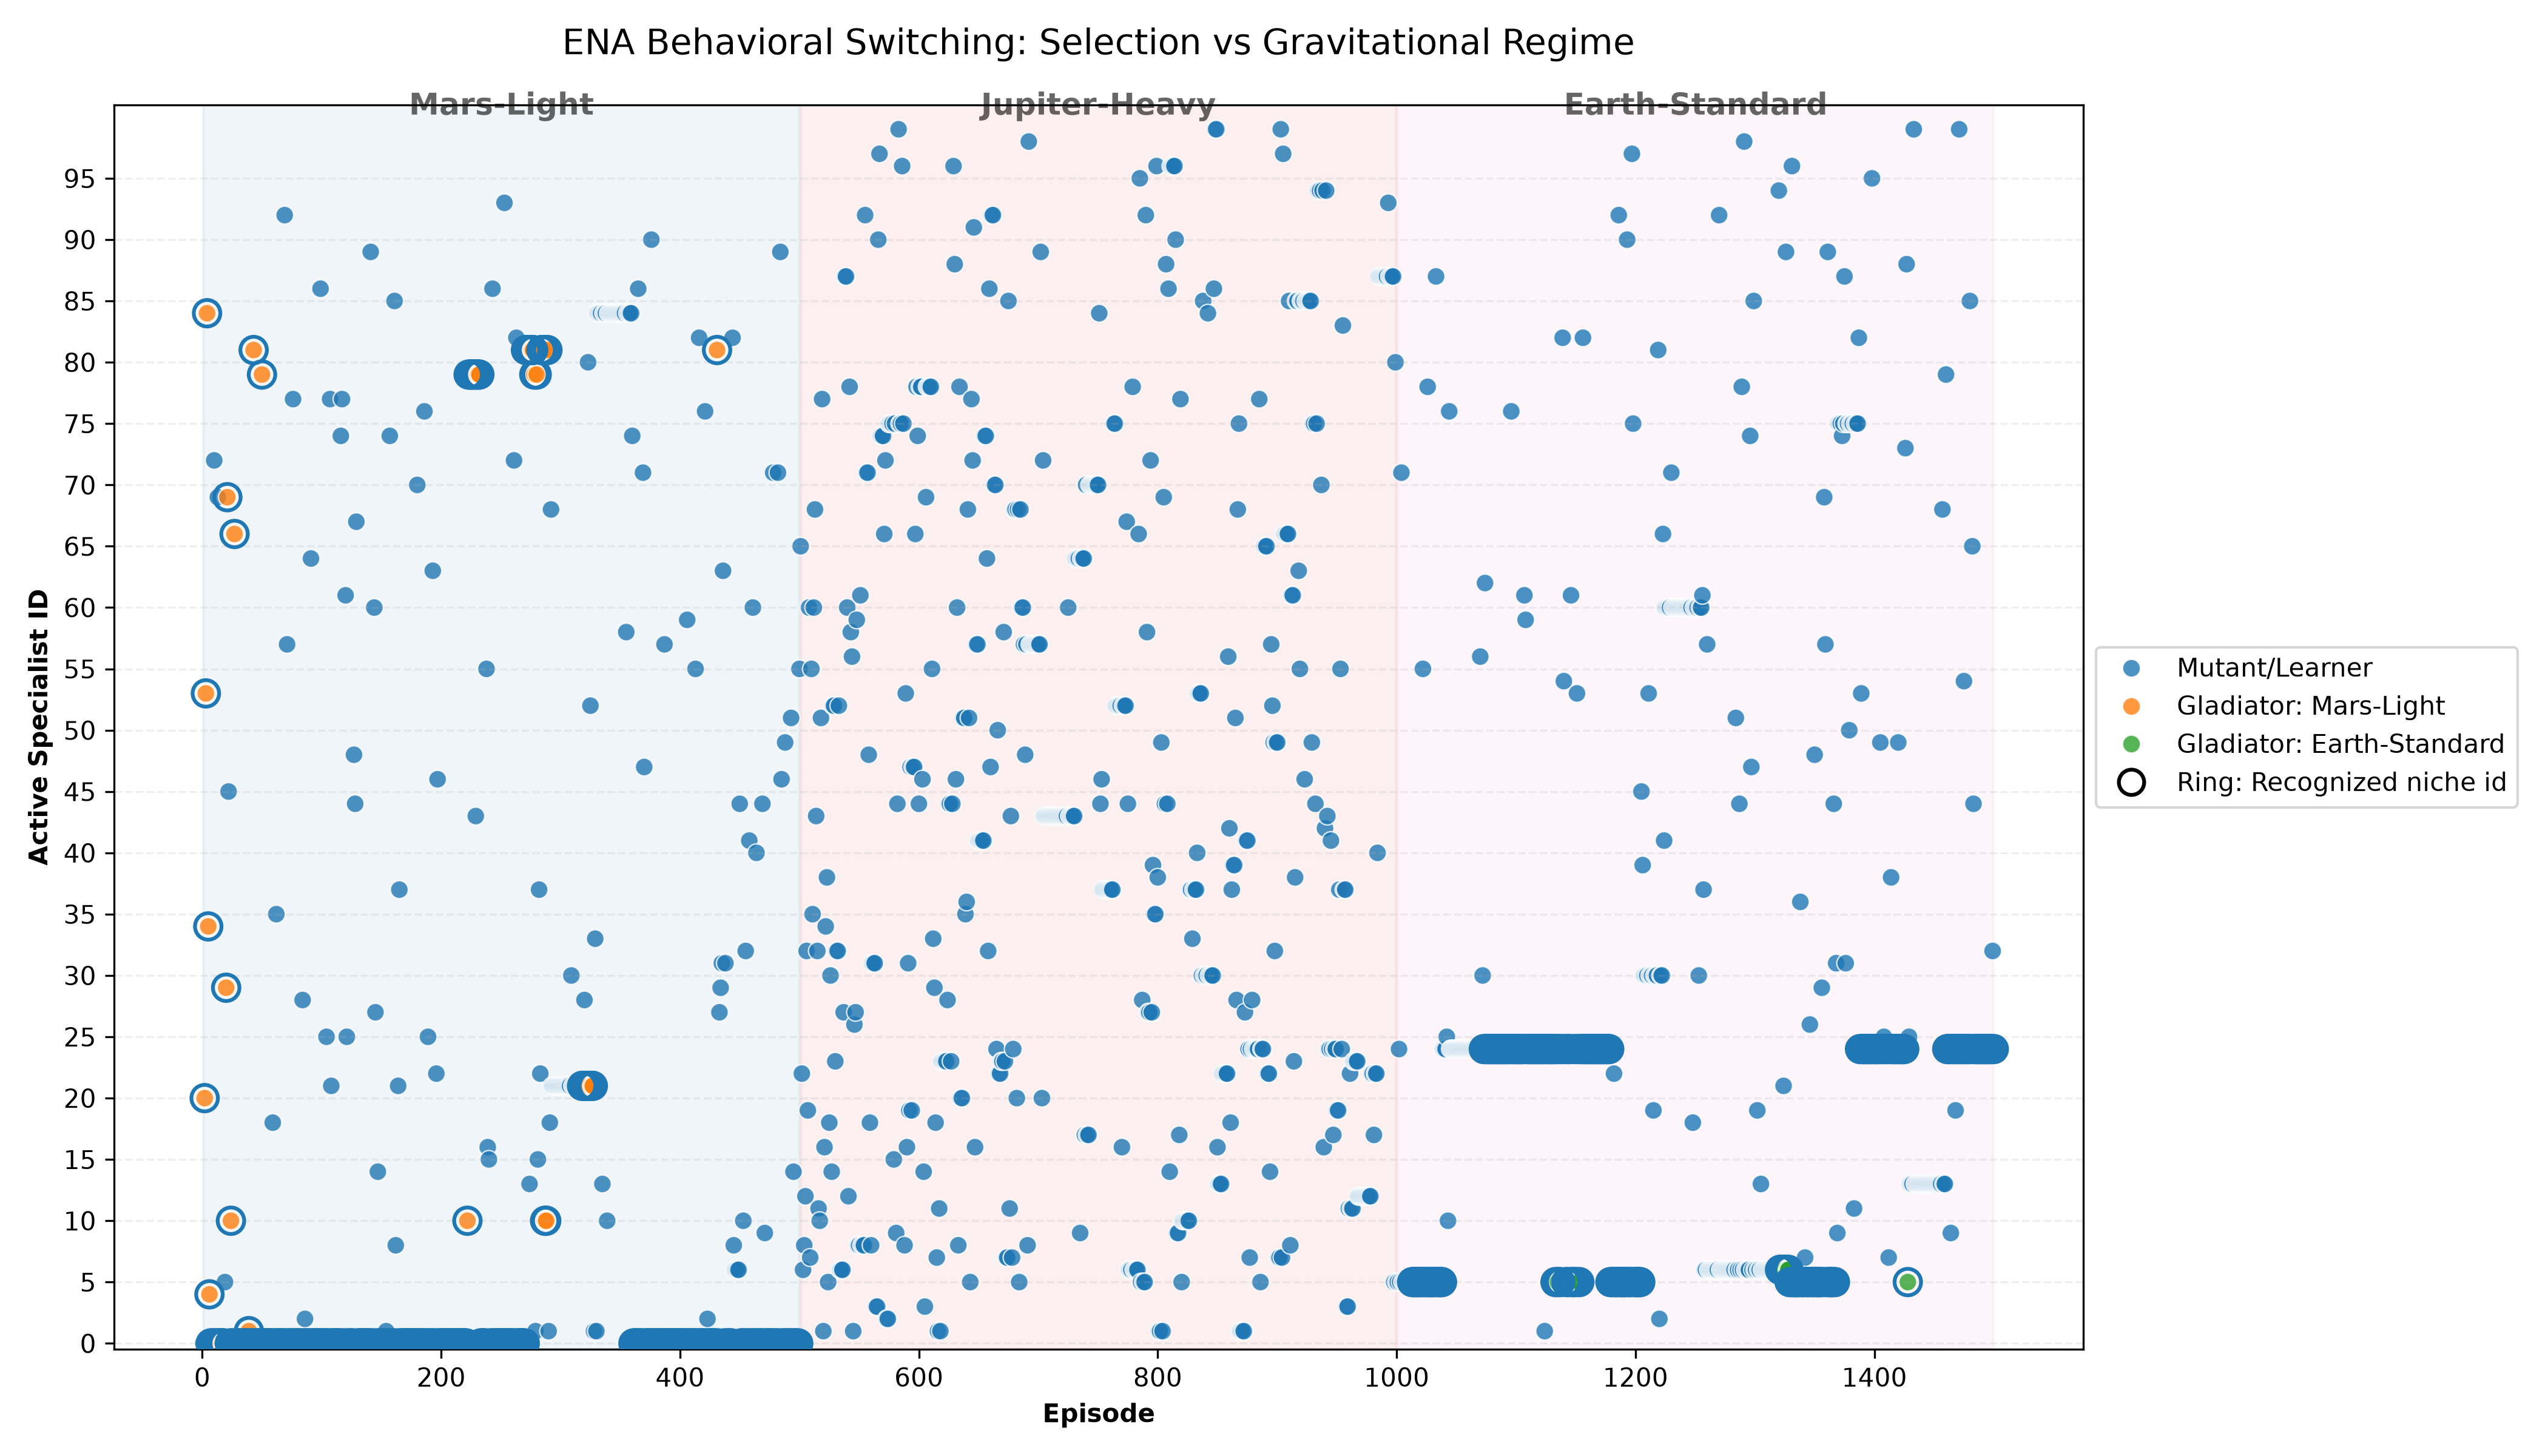 ENA Behavioral Switching: Selection vs Gravitational Regime
Mars-Light
Jupiter-Heavy
Earth-Standard
Active Specialist ID
95
90
85
80
75
70
65
60
55
50
45
40
35
30
25
20
15
10
5
0
0
200
400
600
800
1000
1200
1400
Episode
Mutant/Learner
Gladiator: Mars-Light
Gladiator: Earth-Standard
Ring: Recognized niche id